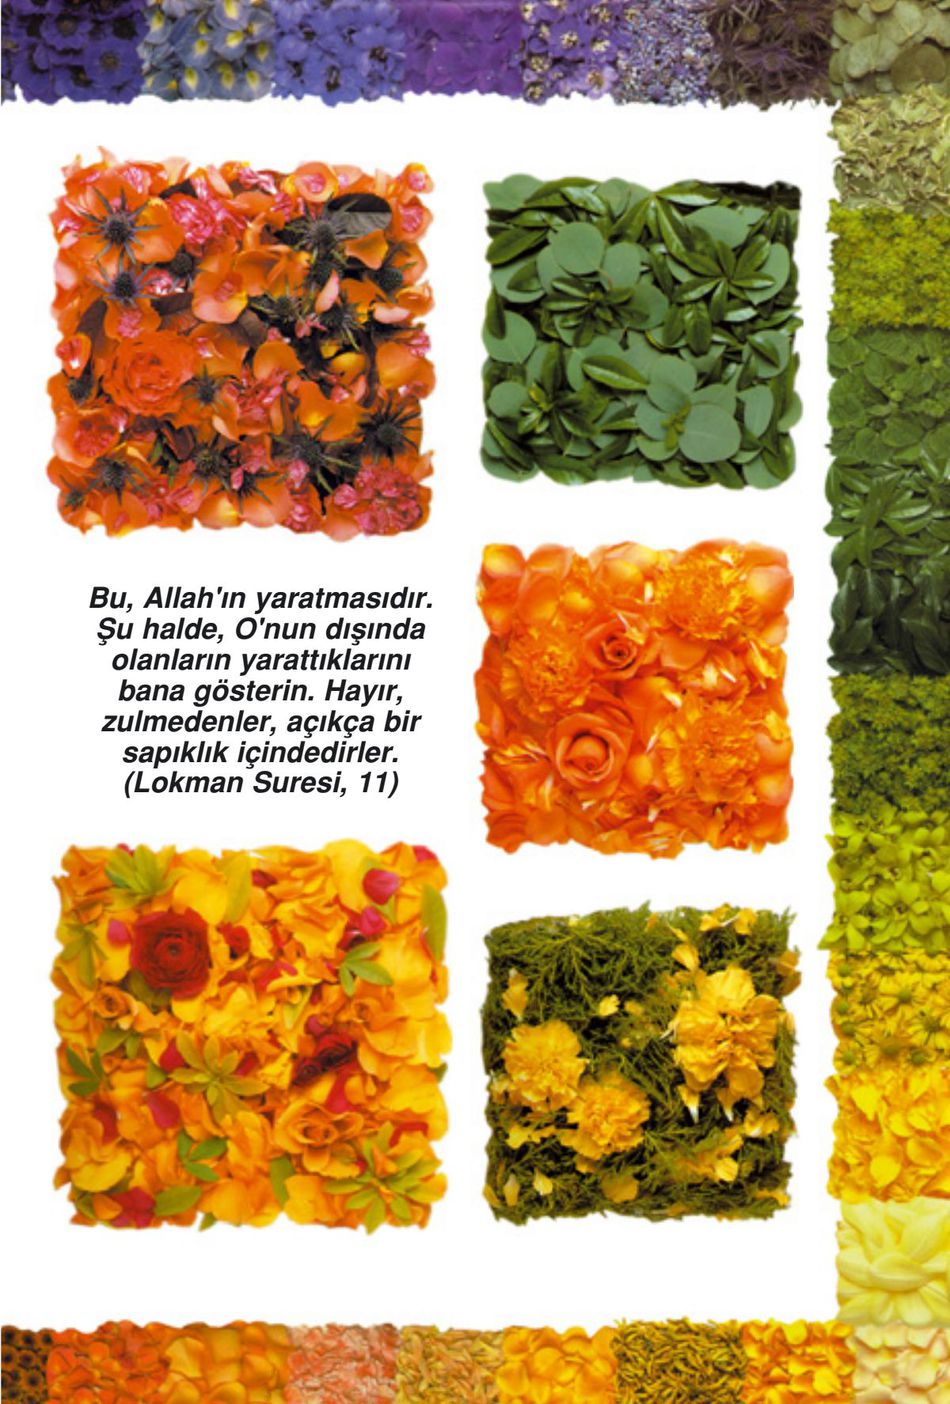 Bu, Allah'ın yaratmasıdır.
Şu halde, O'nun dışında
olanların yarattıklarını
bana gösterin. Hayır,
zulmedenler, açıkça bir
sapıklık içindedirler.
(Lokman Suresi, 11)